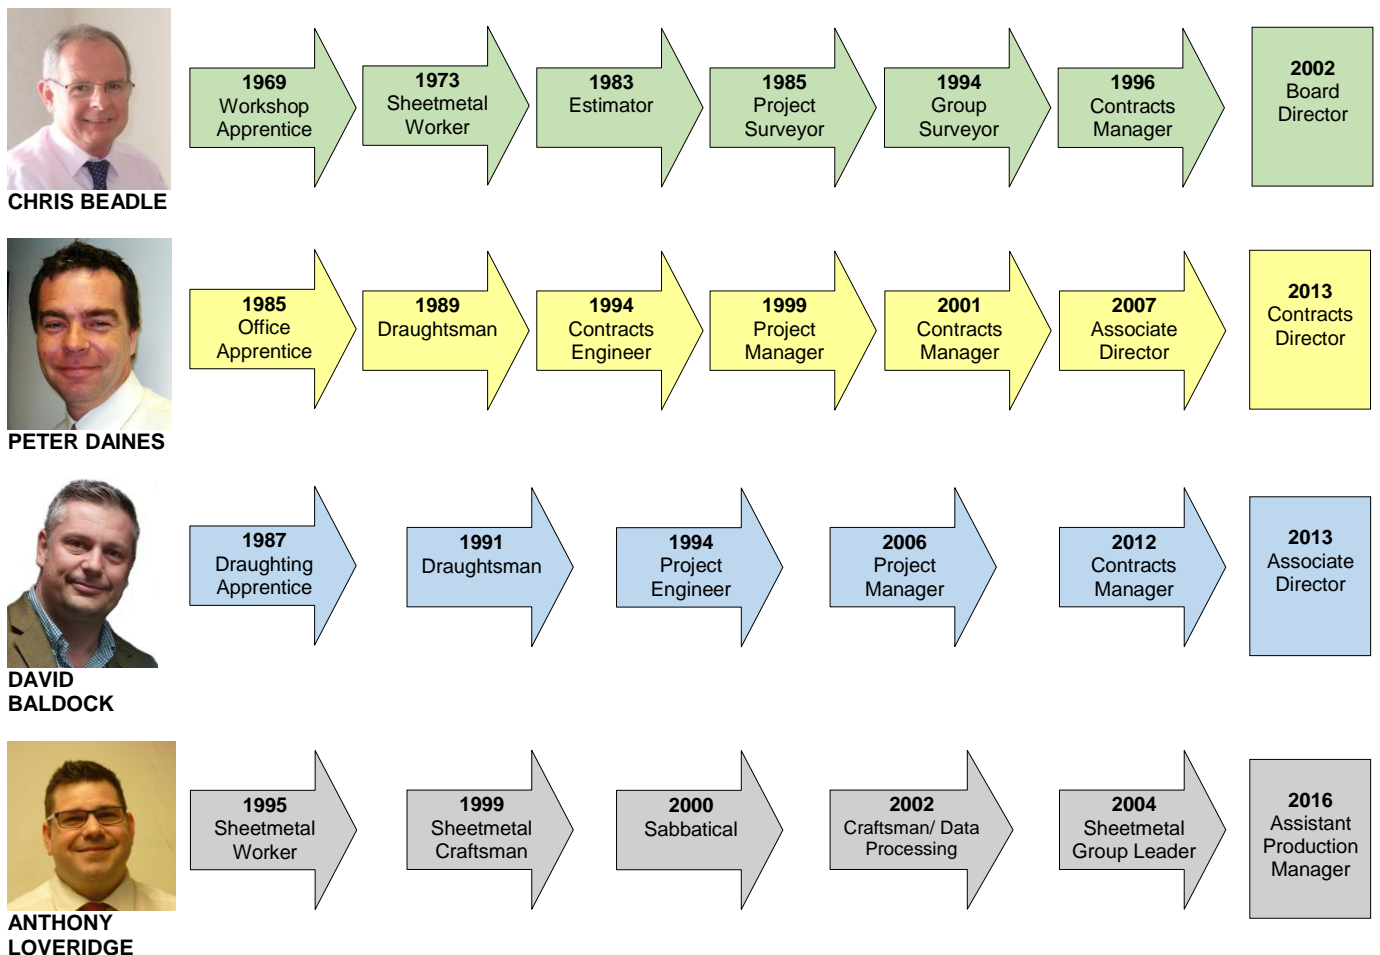 1969
Workshop
Apprentice
1973
Sheetmetal
Worker
1983
Estimator
1985
Project
Surveyor
1994
Group
Surveyor
1996
Contracts
Manager
2002
Board
Director
CHRIS BEADLE
1985
Office
Apprentice
1989
Draughtsman
1994
Contracts
Engineer
1999
Project
Manager
2001
Contracts
Manager
2007
Associate
Director
2013
Contracts
Director
PETER DAINES
1987
Draughting
Apprentice
1991
Draughtsman
1994
Project
Engineer
2006
Project
Manager
2012
Contracts
Manager
2013
Associate
Director
DAVID
BALDOCK
1995
Sheetmetal
Worker
1999
Sheetmetal
Craftsman
2000
Sabbatical
2002
Craftsman/ Data
Processing
2004
Sheetmetal
Group Leader
2016
Assistant
Production
Manager
ANTHONY
LOVERIDGE